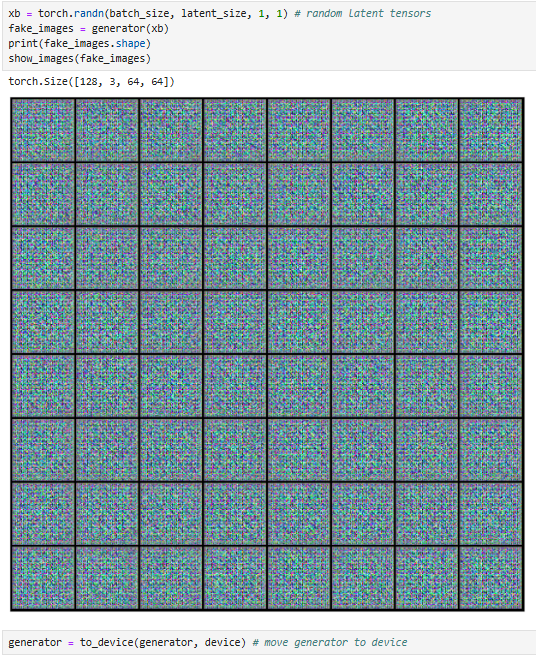 xb = torch.randn(batch_size, latent_size, 1, 1) # random latent tensors
fake_images = generator(xb)
print(fake_images.shape)
show_images(fake_images)
torch.Size([128, 3, 64, 64])
generator = to_device(generator, device) # move generator to device